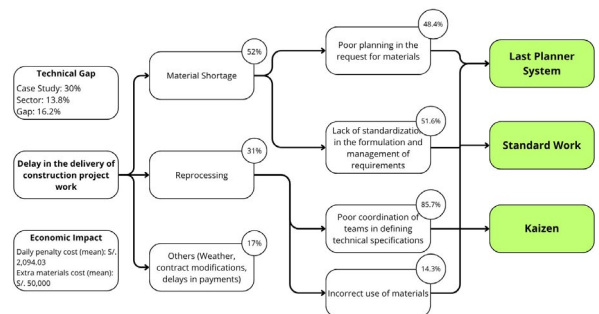 Technical Gap
Case Study: 30%
Sector: 13.8%
Gap: 16.2%
Delay in the delivery of
construction project
work
Economic Impact
Daily penalty cost (mean): S/.
2,094.03
Extra materials cost (mean):
S/. 50,000
52%
Material Shortage
31%
Reprocessing
17%
Others (Weather,
contract modifications,
delays in payments)
48.4%
Poor planning in the
request for materials
51.6%
Lack of standardization
in the formulation and
management of
requirements
85.7%
Poor coordination of
teams in defining
technical specifications
14.3%
Incorrect use of materials
Last Planner
System
Standard Work
Kaizen